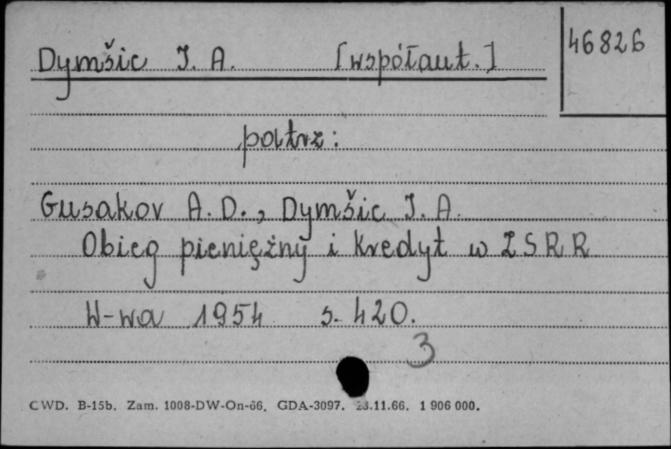 46826
Dymšic I. A. [współaut.]
patrz:
Gusakov A. D., Dymšic I. A.
Obieg pieniężny i kredyt w ZSRR
W-wa 1954 s. 420.
3
CWD. B-15b. Zam. 1008-DW-On-66. GDA-3097. .11.66. 1 906 000.